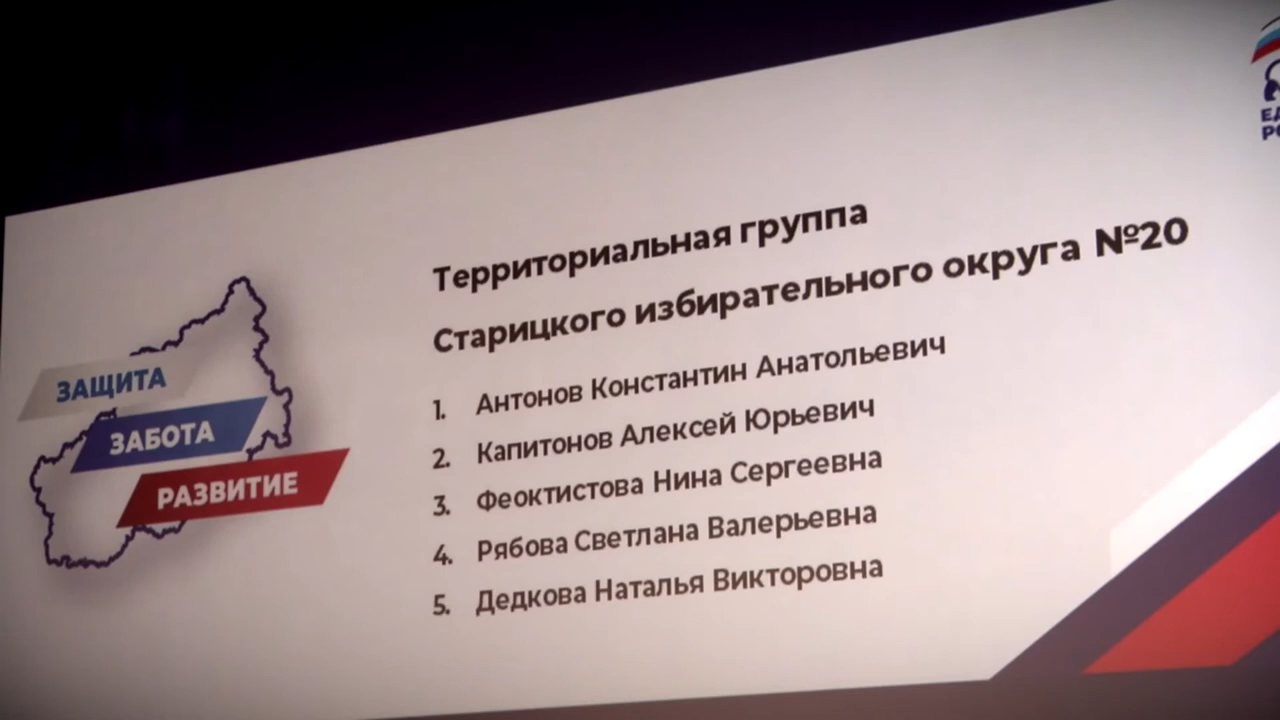 Территориальная группа
Старицкого избирательного округа №20
1. Антонов Константин Анатольевич
2. Капитонов Алексей Юрьевич
3. Феоктистова Нина Сергеевна
4. Рябова Светлана Валерьевна
5. Дедкова Наталья Викторовна
ЗАЩИТА
ЗАБОТА
РАЗВИТИЕ